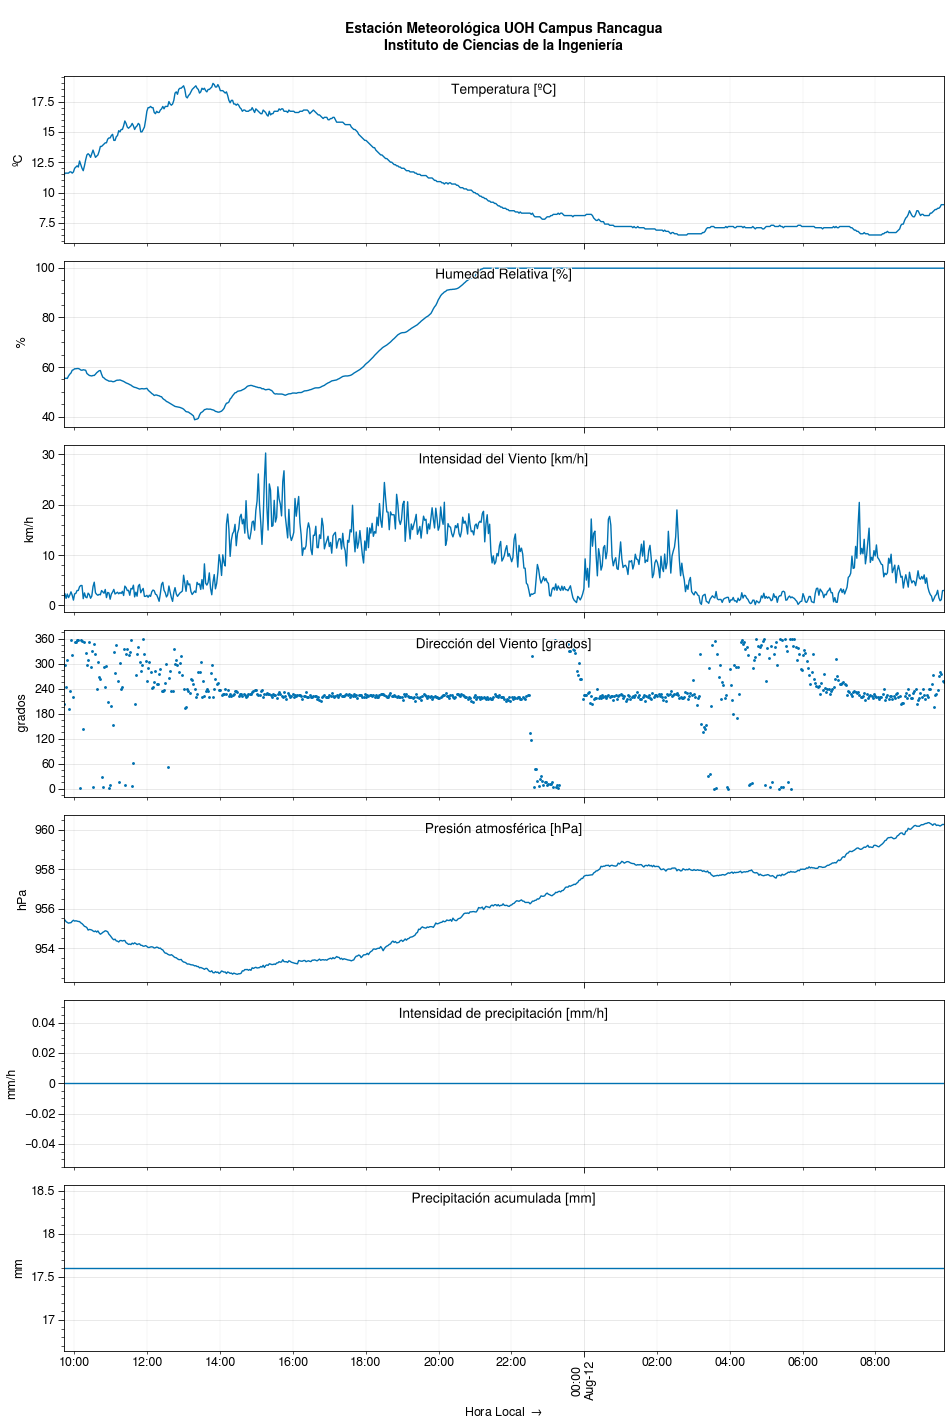 Estación Meteorológica UOH Campus Rancagua
Instituto de Ciencias de la Ingeniería
Temperatura [ºC]
ºC
17.5
15
12.5
10
7.5
Humedad Relativa [%]
%
100
80
60
40
Intensidad del Viento [km/h]
km/h
30
20
10
0
Dirección del Viento [grados]
grados
360
300
240
180
120
60
0
Presión atmosférica [hPa]
hPa
960
958
956
954
Intensidad de precipitación [mm/h]
mm/h
0.04
0.02
0
−0.02
−0.04
Precipitación acumulada [mm]
mm
18.5
18
17.5
17
10:00 12:00 14:00 16:00 18:00 20:00 22:00 00:00 02:00 04:00 06:00 08:00
Aug-12
Hora Local →